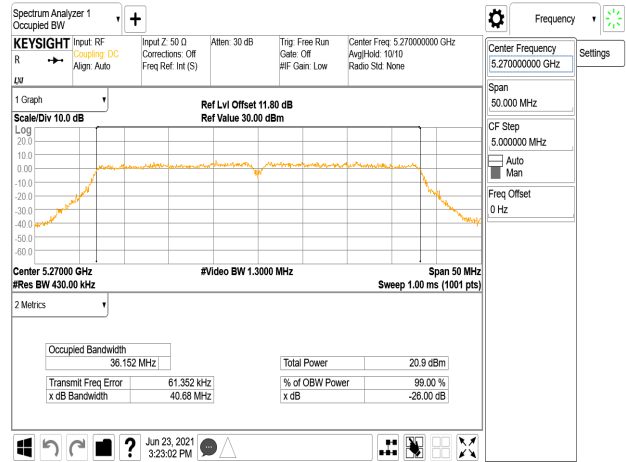 Spectrum Analyzer 1
Occupied BW
Frequency
KEYSIGHT
R
Input: RF
Coupling: DC
Align: Auto
Input Z: 50 Ω
Corrections: Off
Freq Ref: Int (S)
Atten: 30 dB
Trig: Free Run
Gate: Off
#IF Gain: Low
Center Freq: 5.270000000 GHz
Avg|Hold: 10/10
Radio Std: None
1 Graph
Scale/Div 10.0 dB
Ref Lvl Offset 11.80 dB
Ref Value 30.00 dBm
Log
20.0
10.0
0.00
-10.0
-20.0
-30.0
-40.0
-50.0
-60.0
Center 5.27000 GHz
#Res BW 430.00 kHz
#Video BW 1.3000 MHz
Span 50 MHz
Sweep 1.00 ms (1001 pts)
2 Metrics
Occupied Bandwidth
36.152 MHz
Transmit Freq Error 61.352 kHz
x dB Bandwidth 40.68 MHz
Total Power 20.9 dBm
% of OBW Power 99.00 %
x dB -26.00 dB
Center Frequency
5.270000000 GHz
Settings
Span
50.000 MHz
CF Step
5.000000 MHz
Auto
Man
Freq Offset
0 Hz
?
Jun 23, 2021
3:23:02 PM